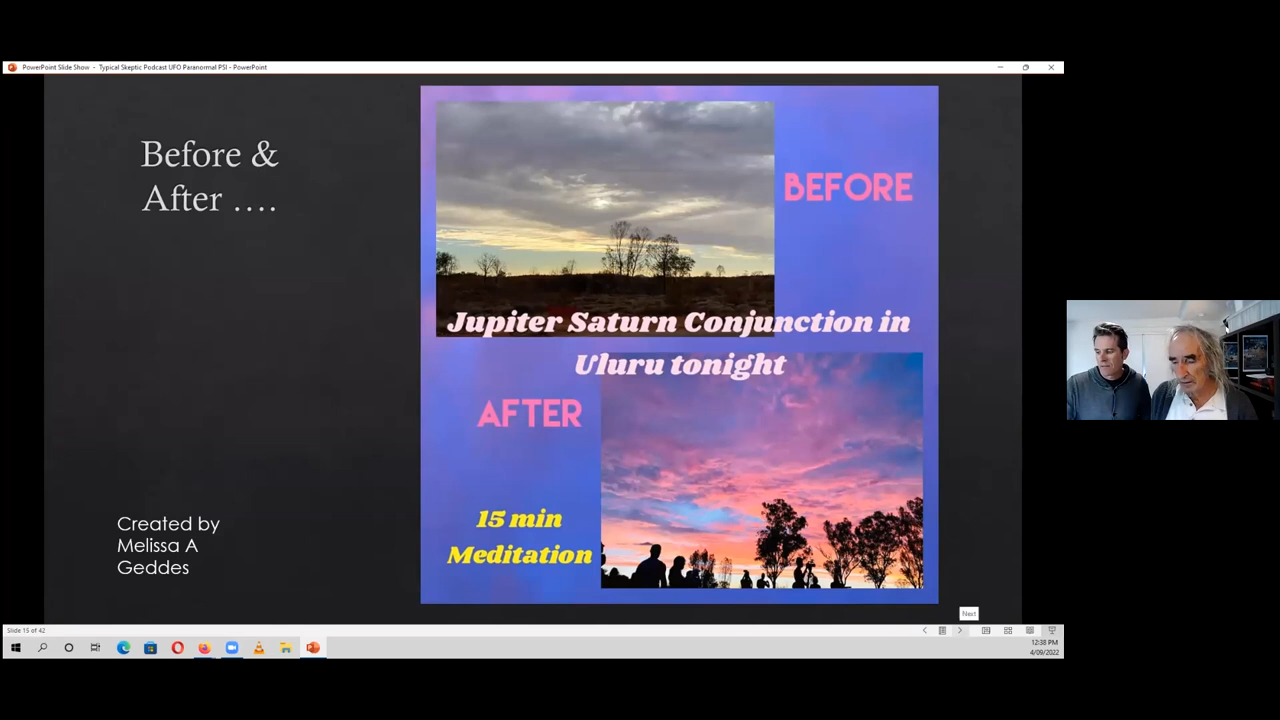 PowerPoint Slide Show - Typical Skeptic Podcast UFO Paranormal PSI - PowerPoint
Before &
After ....
BEFORE
Jupiter Saturn Conjunction in
Uluru tonight
AFTER
15 min
Meditation
Created by
Melissa A
Geddes
Next
Slide 15 of 42
12:38 PM
4/09/2022